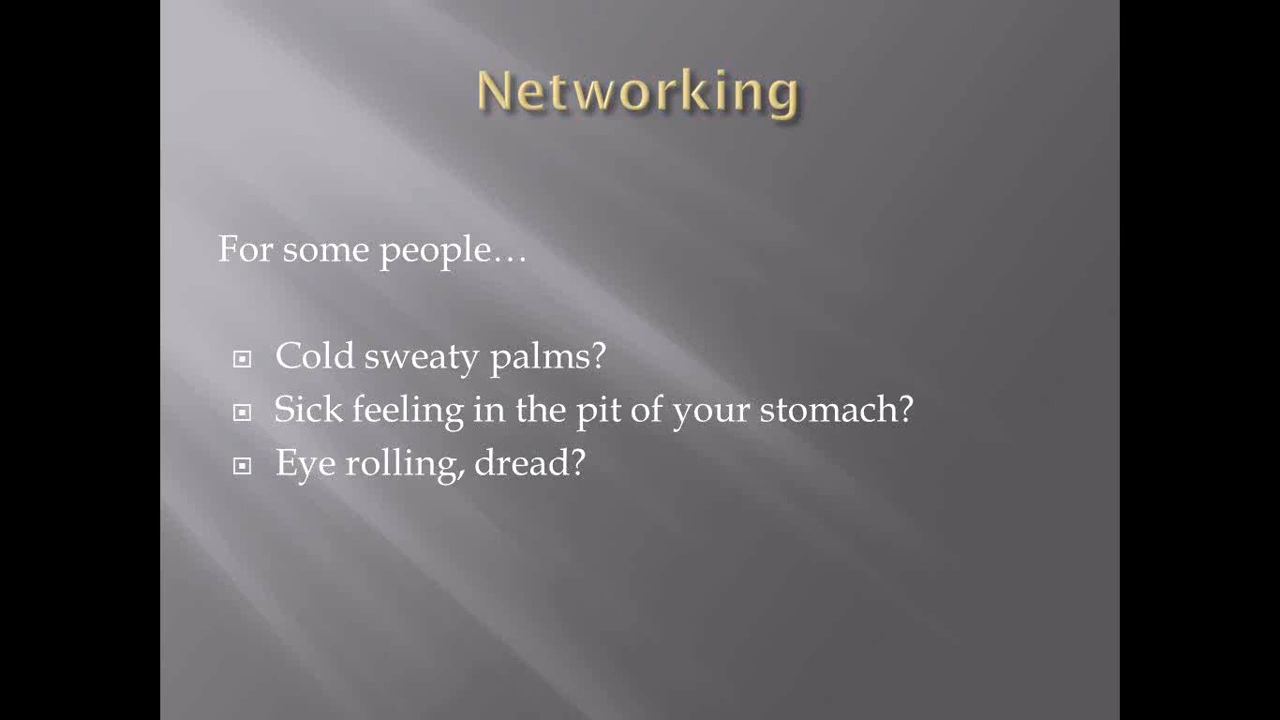 Networking
For some people…
Cold sweaty palms?
Sick feeling in the pit of your stomach?
Eye rolling, dread?